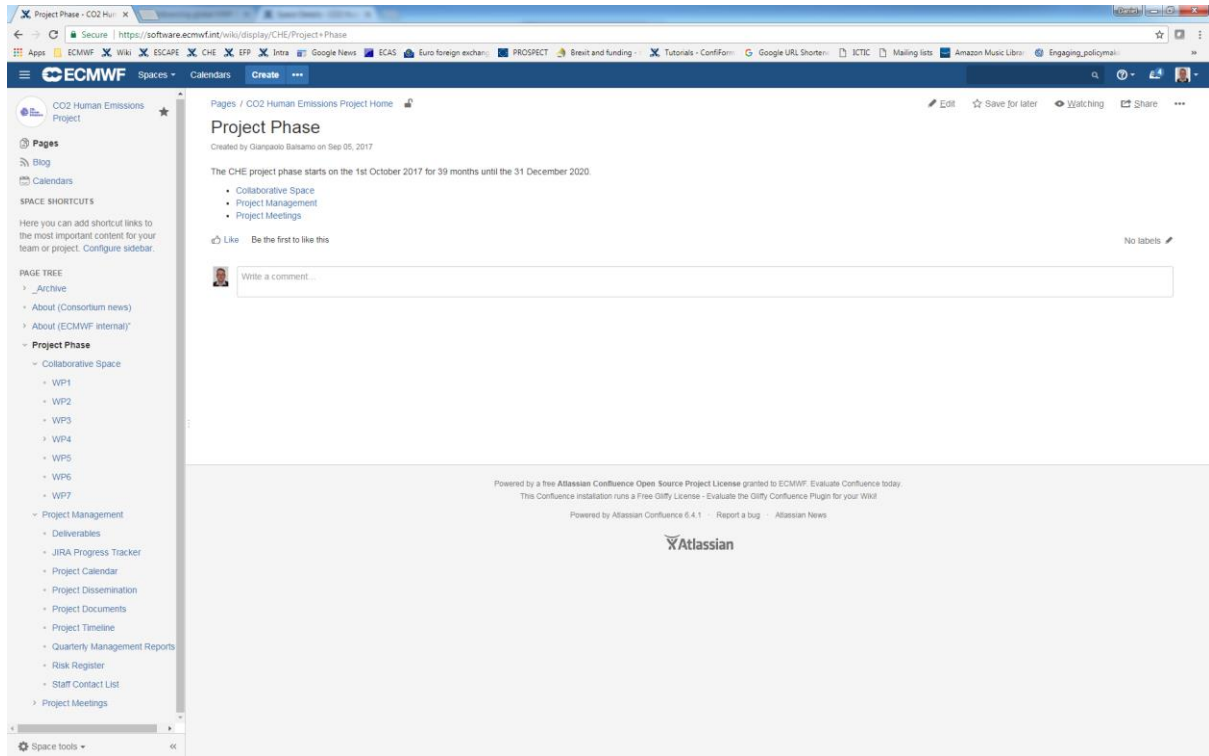 Project Phase - CO2 Hum
Secure | https://software.ecmwf.int/wiki/display/CHE/Project+Phase
Apps ECMWF Wiki ESCAPE CHE EFP Intra Google News ECAS Euro foreign exchang PROSPECT Brexit and funding - Tutorials - ConfiForm Google URL Shorten ICTIC Mailing lists Amazon Music Librar Engaging_policymak
ECMWF Spaces Calendars Create
CO2 Human Emissions
Project
Pages
Blog
Calendars
SPACE SHORTCUTS
Here you can add shortcut links to
the most important content for your
team or project. Configure sidebar.
PAGE TREE
_Archive
About (Consortium news)
About (ECMWF internal)"
Project Phase
Collaborative Space
WP1
WP2
WP3
WP4
WP5
WP6
WP7
Project Management
Deliverables
JIRA Progress Tracker
Project Calendar
Project Dissemination
Project Documents
Project Timeline
Quarterly Management Reports
Risk Register
Staff Contact List
Project Meetings
Space tools
Pages / CO2 Human Emissions Project Home
Edit Save for later Watching Share
Project Phase
Created by Gianpaolo Balsamo on Sep 05, 2017
The CHE project phase starts on the 1st October 2017 for 39 months until the 31 December 2020.
Collaborative Space
Project Management
Project Meetings
Like Be the first to like this
No labels
Write a comment...
Powered by a free Atlassian Confluence Open Source Project License granted to ECMWF. Evaluate Confluence today.
This Confluence installation runs a Free Gliffy License - Evaluate the Gliffy Confluence Plugin for your Wiki!
Powered by Atlassian Confluence 6.4.1 · Report a bug · Atlassian News
Atlassian